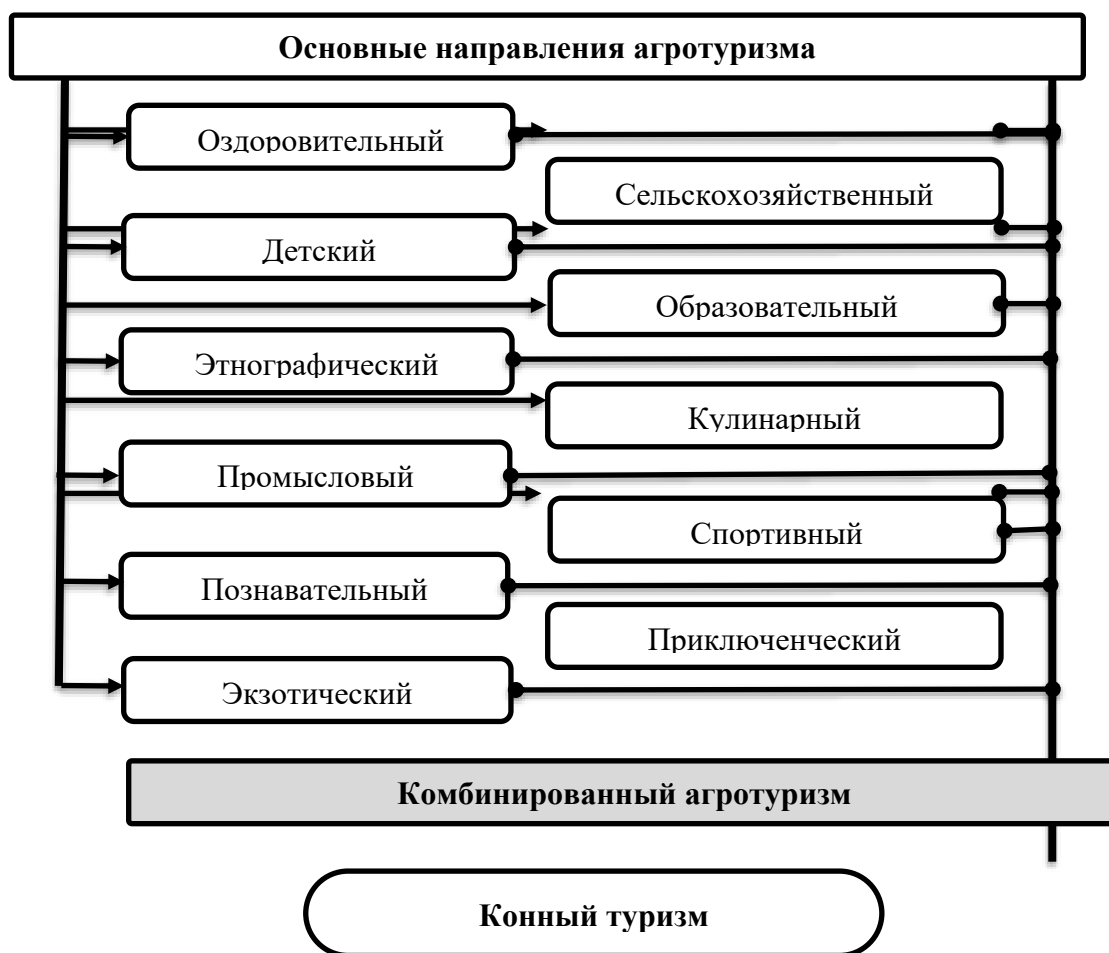 Основные направления агротуризма
Оздоровительный
Сельскохозяйственный
Детский
Образовательный
Этнографический
Кулинарный
Промысловый
Спортивный
Познавательный
Приключенческий
Экзотический
Комбинированный агротуризм
Конный туризм